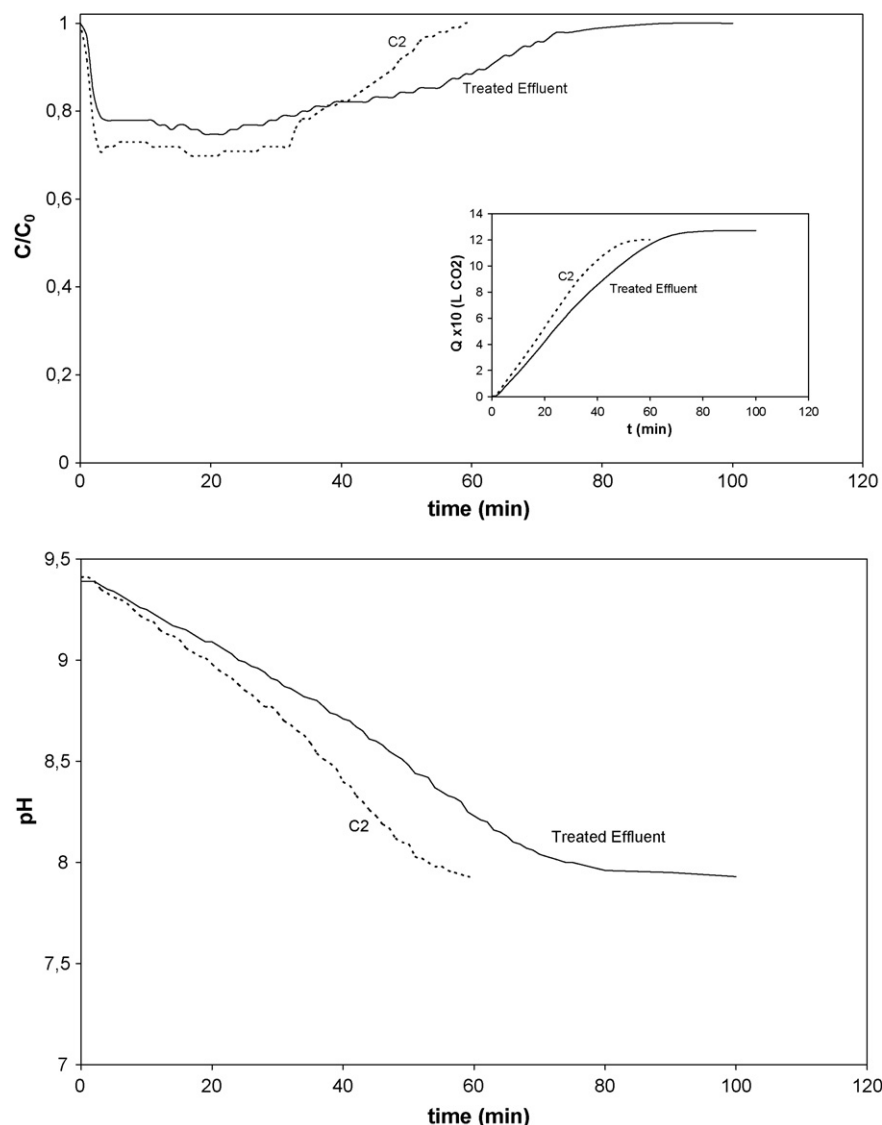 1
0,8
0,6
0,4
0,2
0
C/C0
C2
Treated Effluent
14
12
10
8
6
4
2
0
Q x10 (L CO2)
C2
Treated Effluent
0 20 40 60 80 100 120
t (min)
0 20 40 60 80 100 120
time (min)
9,5
9
8,5
8
7,5
7
pH
C2
Treated Effluent
0 20 40 60 80 100 120
time (min)